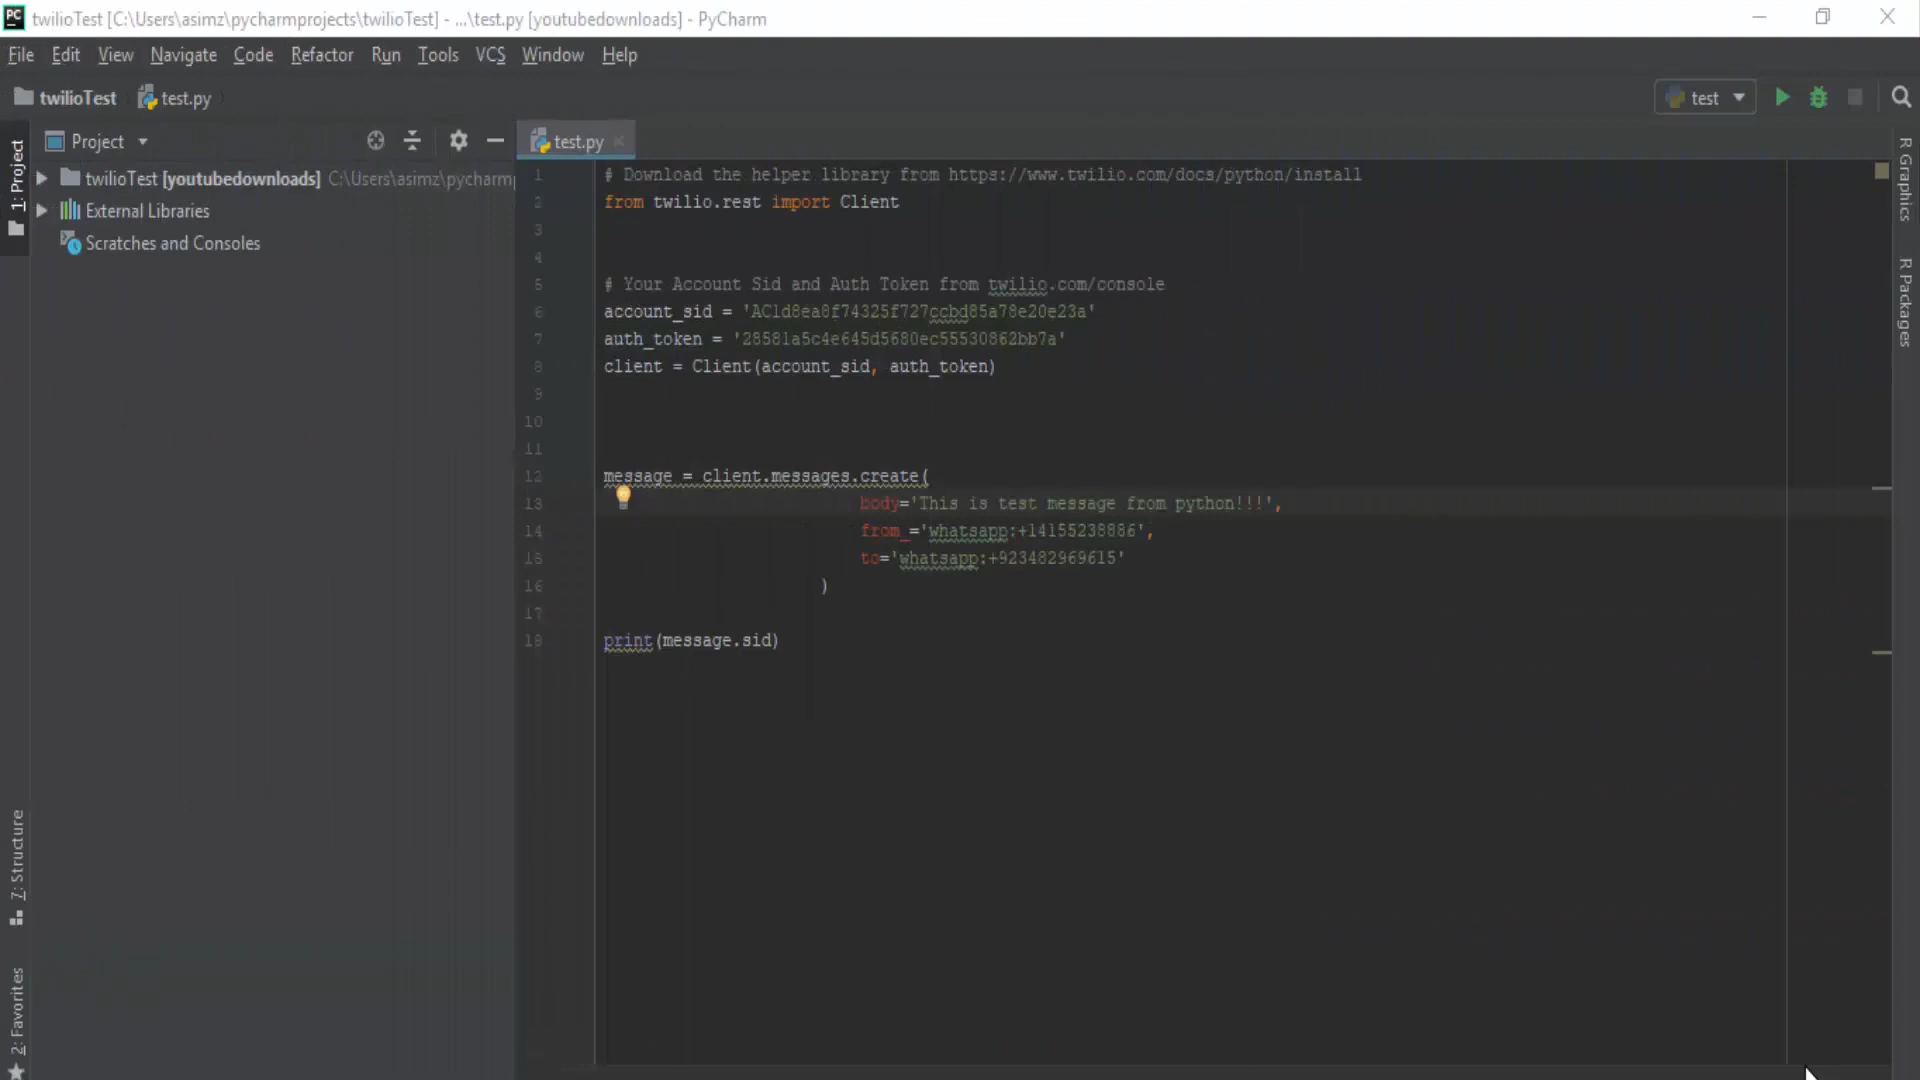 twilioTest [C:\Users\asimz\pycharmprojects\twilioTest] - ...\test.py [youtubedownloads] - PyCharm
File Edit View Navigate Code Refactor Run Tools VCS Window Help
twilioTest test.py
test
Project
test.py
1: Project
twilioTest [youtubedownloads] C:\Users\asimz\pycharm
External Libraries
Scratches and Consoles
1 # Download the helper library from https://www.twilio.com/docs/python/install
2 from twilio.rest import Client
3
4
5 # Your Account Sid and Auth Token from twilio.com/console
6 account_sid = 'AC1d8ea8f74325f727ccbd85a78e20e23a'
7 auth_token = '28581a5c4e645d5680ec55530862bb7a'
8 client = Client(account_sid, auth_token)
9
10
11
12 message = client.messages.create(
13 body='This is test message from python!!!',
14 from_='whatsapp:+14155238886',
15 to='whatsapp:+923482969615'
16 )
17
18 print(message.sid)
7: Structure
2: Favorites
R Graphics
R Packages